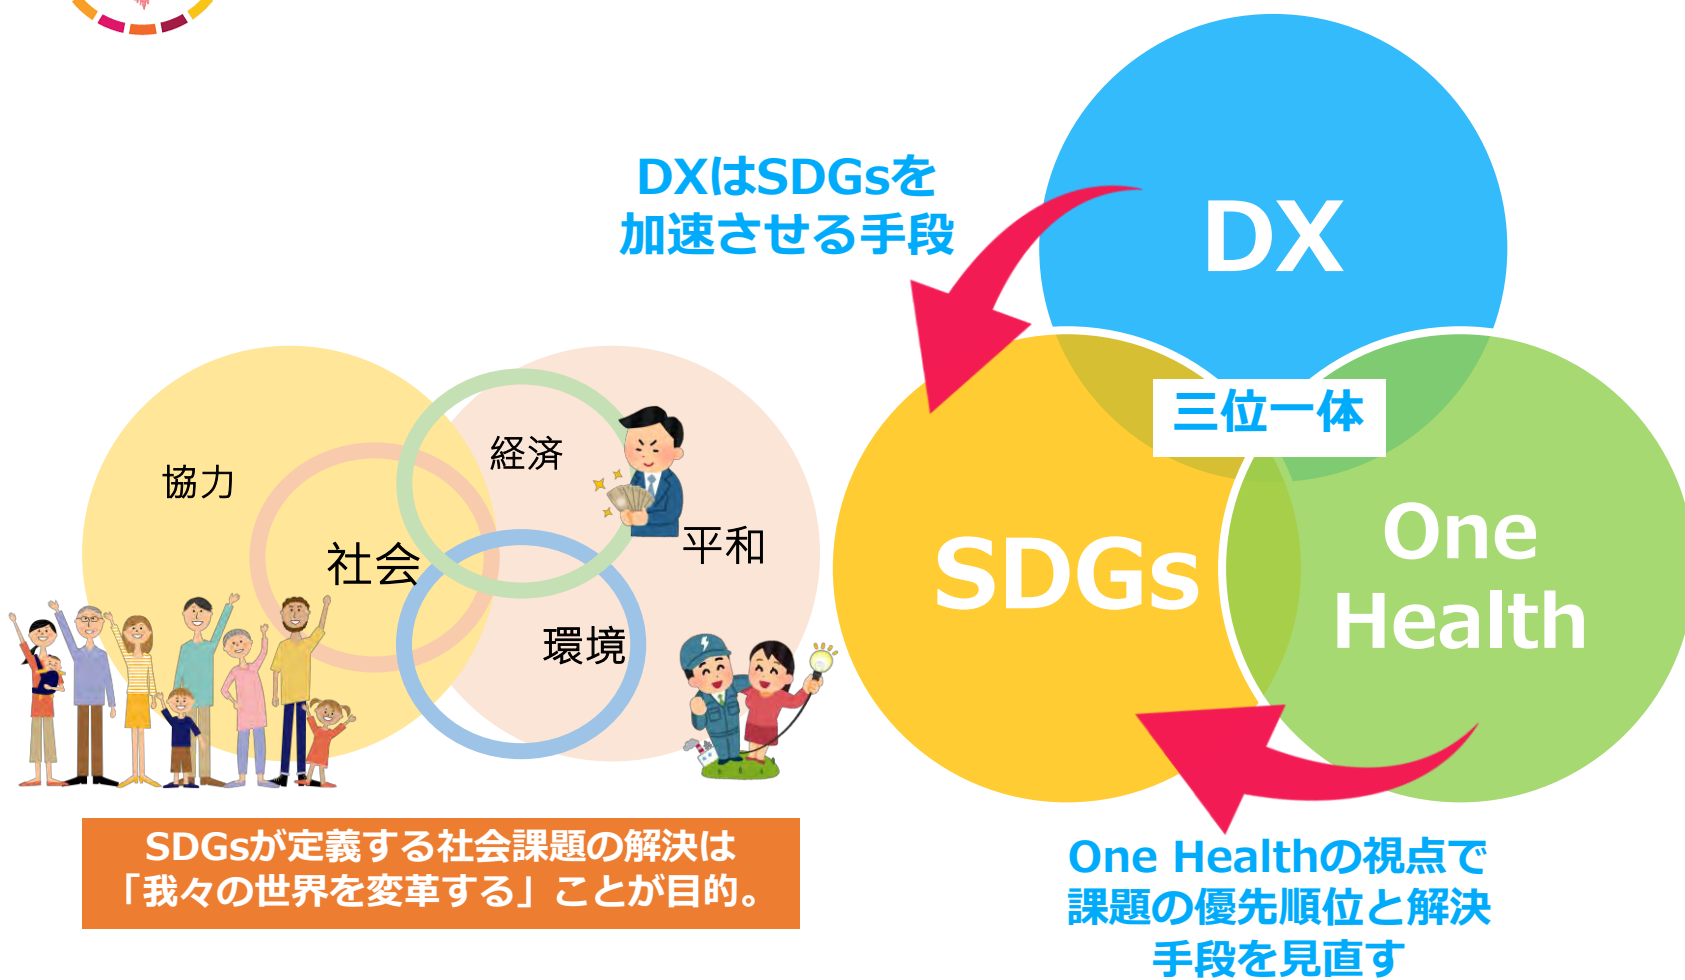 DXはSDGsを
加速させる手段
DX
三位一体
SDGs
One
Health
協力
経済
社会
平和
環境
SDGsが定義する社会課題の解決は
「我々の世界を変革する」ことが目的。
One Healthの視点で
課題の優先順位と解決
手段を見直す